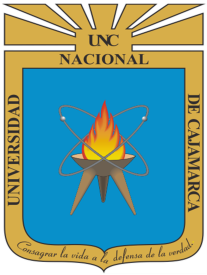 UNC
NACIONAL
UNIVERSIDAD
DE CAJAMARCA
Consagrar la vida a la defensa de la verdad.